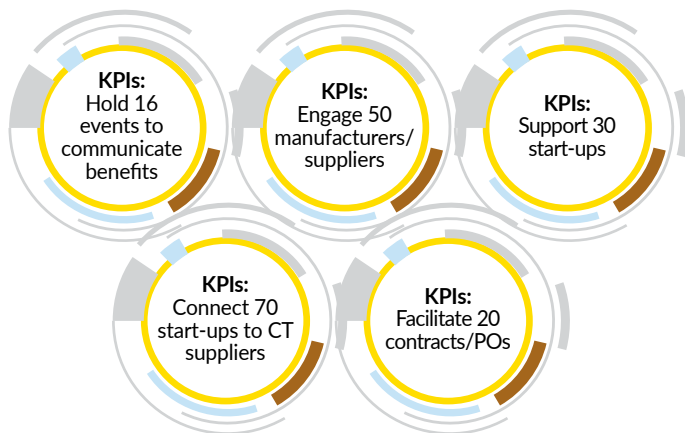 KPIs:
Hold 16
events to
communicate
benefits
KPIs:
Engage 50
manufacturers/
suppliers
KPIs:
Support 30
start-ups
KPIs:
Connect 70
start-ups to CT
suppliers
KPIs:
Facilitate 20
contracts/POs